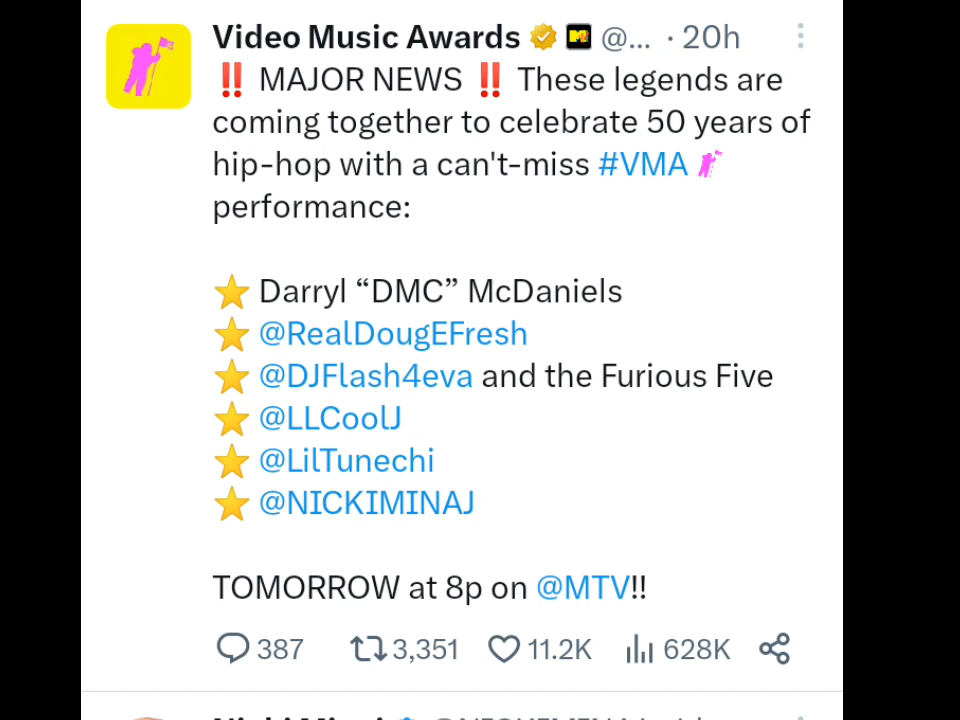 Video Music Awards @... · 20h
‼️ MAJOR NEWS ‼️ These legends are
coming together to celebrate 50 years of
hip-hop with a can't-miss #VMA
performance:
⭐ Darryl “DMC” McDaniels
⭐ @RealDougEFresh
⭐ @DJFlash4eva and the Furious Five
⭐ @LLCoolJ
⭐ @LilTunechi
⭐ @NICKIMINAJ
TOMORROW at 8p on @MTV!!
387 3,351 11.2K 628K